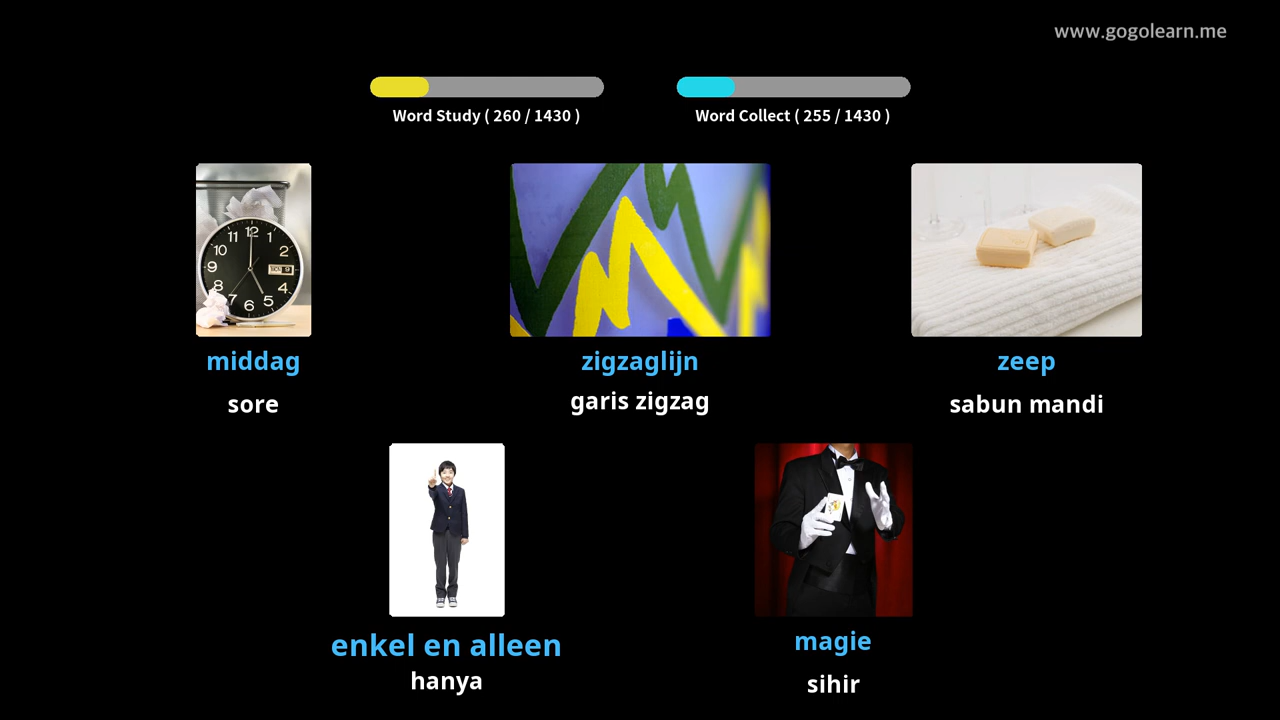 www.gogolearn.me
Word Study ( 260 / 1430 )
Word Collect ( 255 / 1430 )
middag
zigzaglijn
zeep
sore
garis zigzag
sabun mandi
enkel en alleen
magie
hanya
sihir